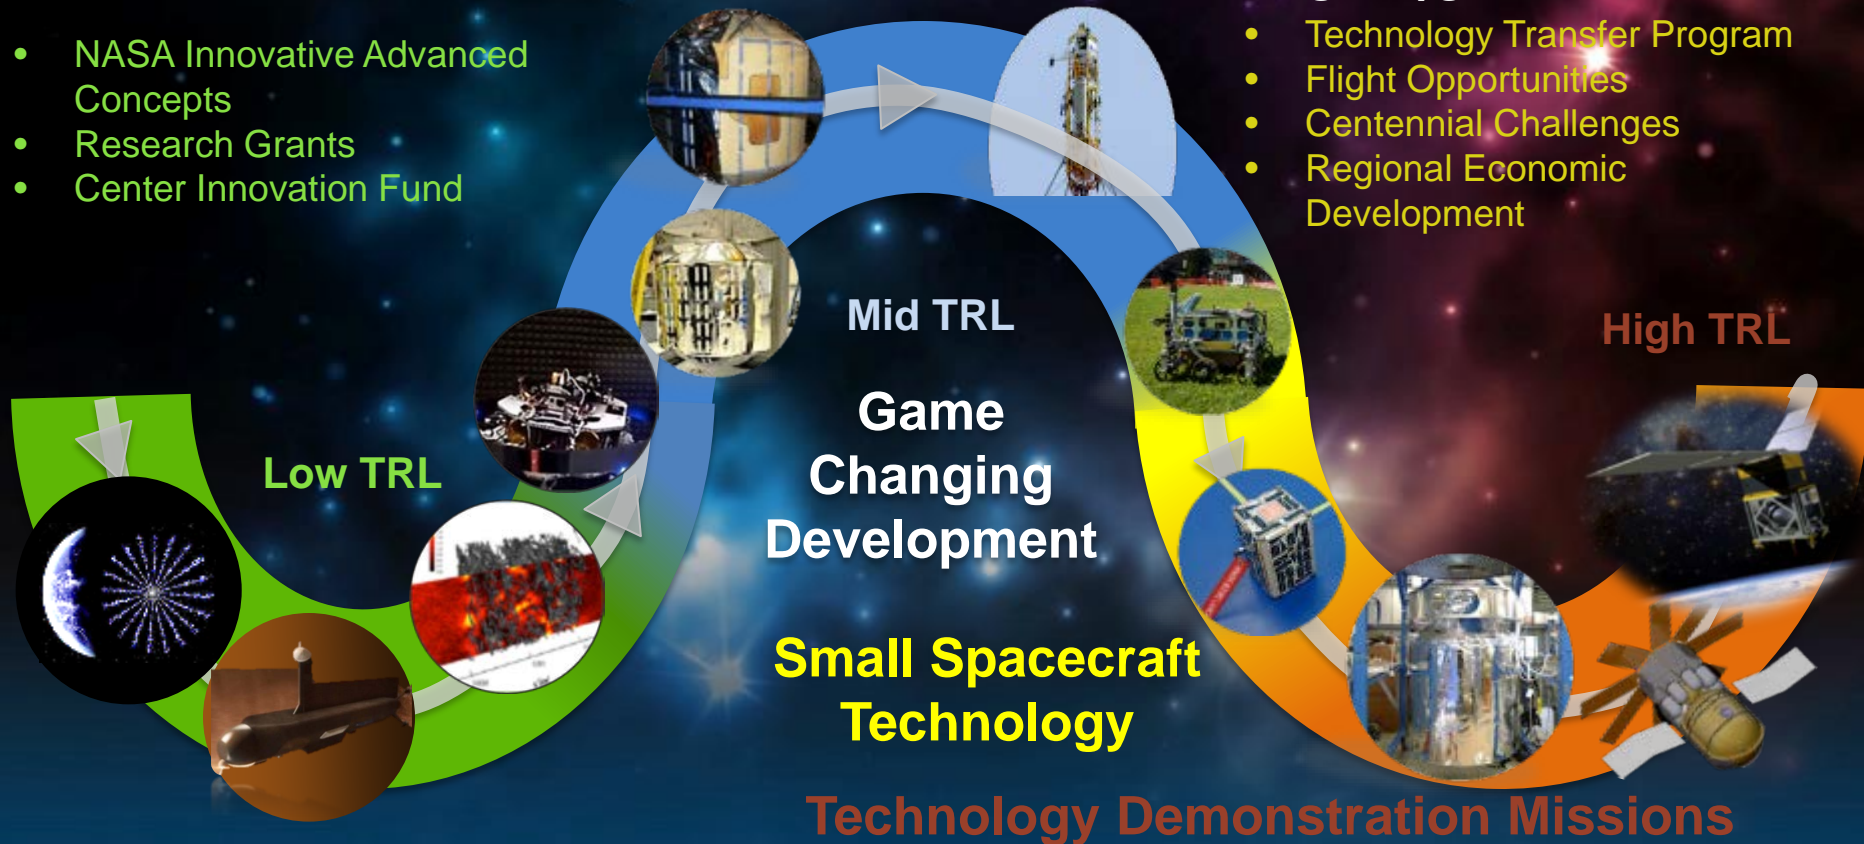 • NASA Innovative Advanced
Concepts
• Research Grants
• Center Innovation Fund
• Technology Transfer Program
• Flight Opportunities
• Centennial Challenges
• Regional Economic
Development
Mid TRL
High TRL
Low TRL
Game
Changing
Development
Small Spacecraft
Technology
Technology Demonstration Missions